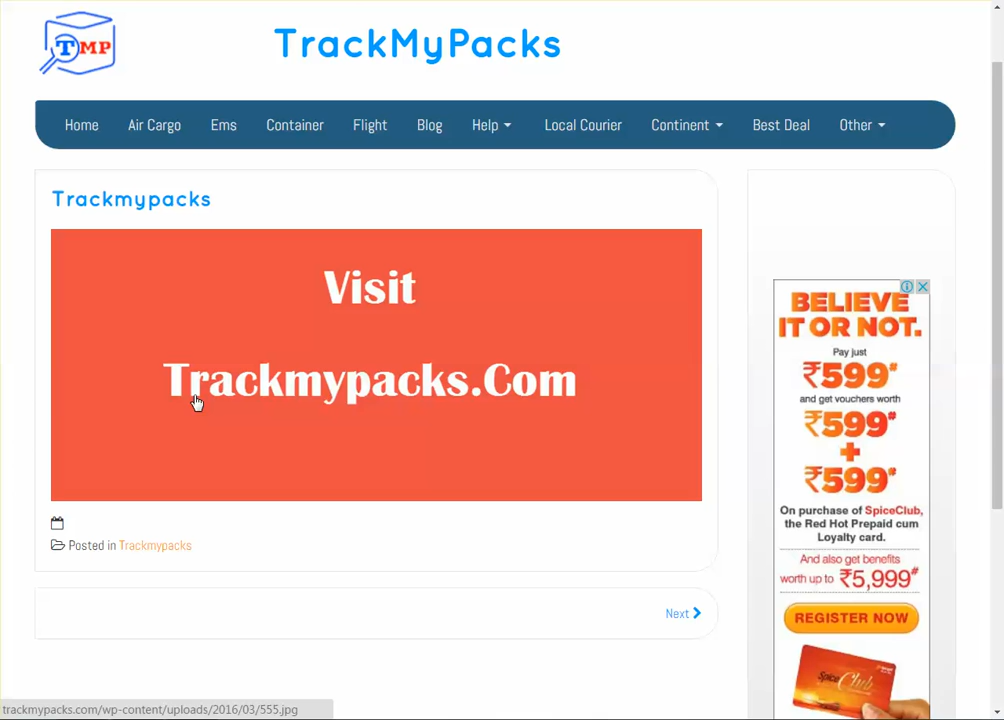 TMP
TrackMyPacks
Home Air Cargo Ems Container Flight Blog Help Local Courier Continent Best Deal Other
Trackmypacks
Visit
Trackmypacks.Com
Posted in Trackmypacks
Next
BELIEVE
IT OR NOT.
Pay just
₹599#
and get vouchers worth
₹599#
+
₹599#
On purchase of SpiceClub,
the Red Hot Prepaid cum
Loyalty card.
And also get benefits
worth up to ₹5,999#
REGISTER NOW
SpiceClub
trackmypacks.com/wp-content/uploads/2016/03/555.jpg